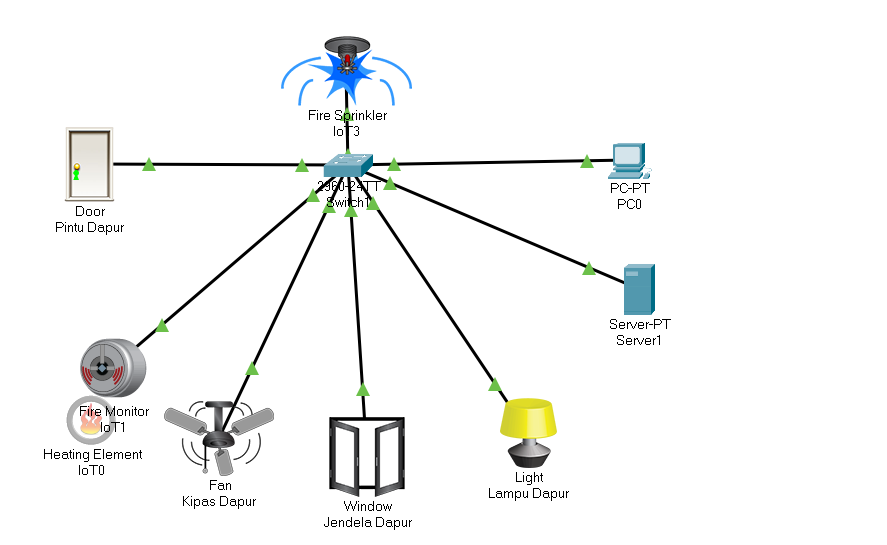 Fire Sprinkler
IoT3
2960-24TT
Switch1
PC-PT
PC0
Door
Pintu Dapur
Server-PT
Server1
Fire Monitor
IoT1
Heating Element
IoT0
Fan
Kipas Dapur
Light
Lampu Dapur
Window
Jendela Dapur